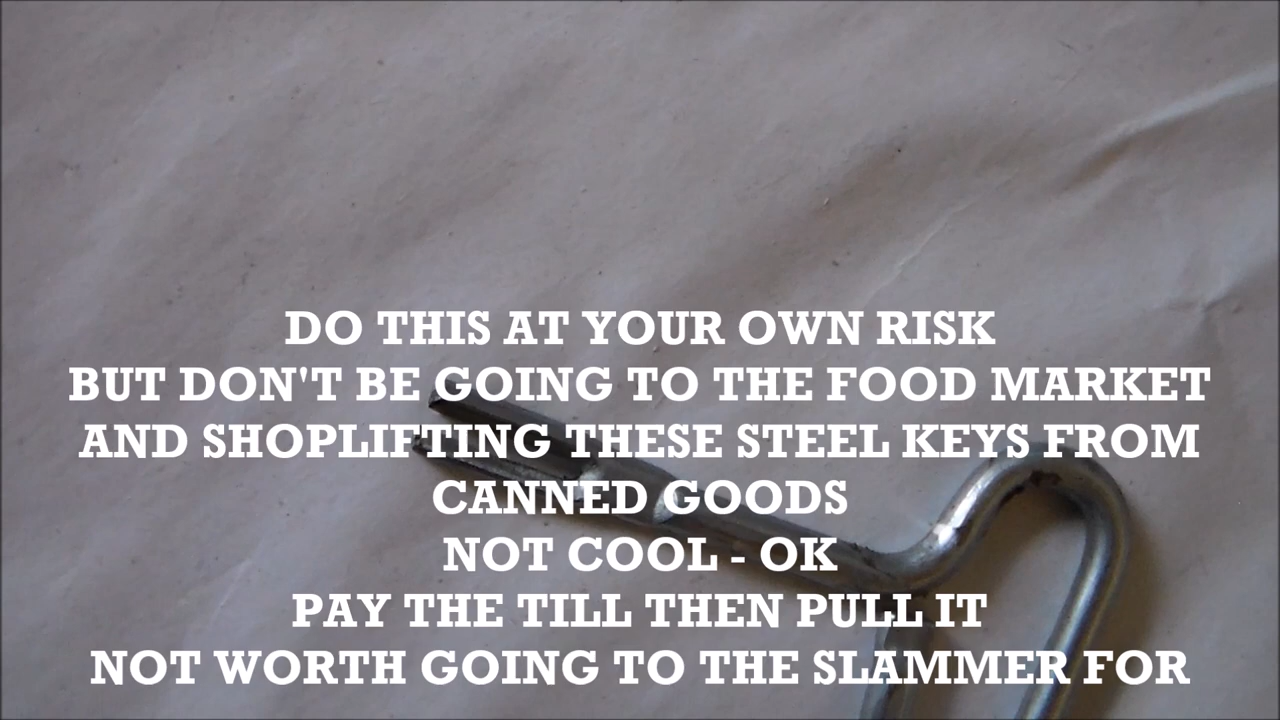 DO THIS AT YOUR OWN RISK
BUT DON'T BE GOING TO THE FOOD MARKET
AND SHOPLIFTING THESE STEEL KEYS FROM
CANNED GOODS
NOT COOL - OK
PAY THE TILL THEN PULL IT
NOT WORTH GOING TO THE SLAMMER FOR